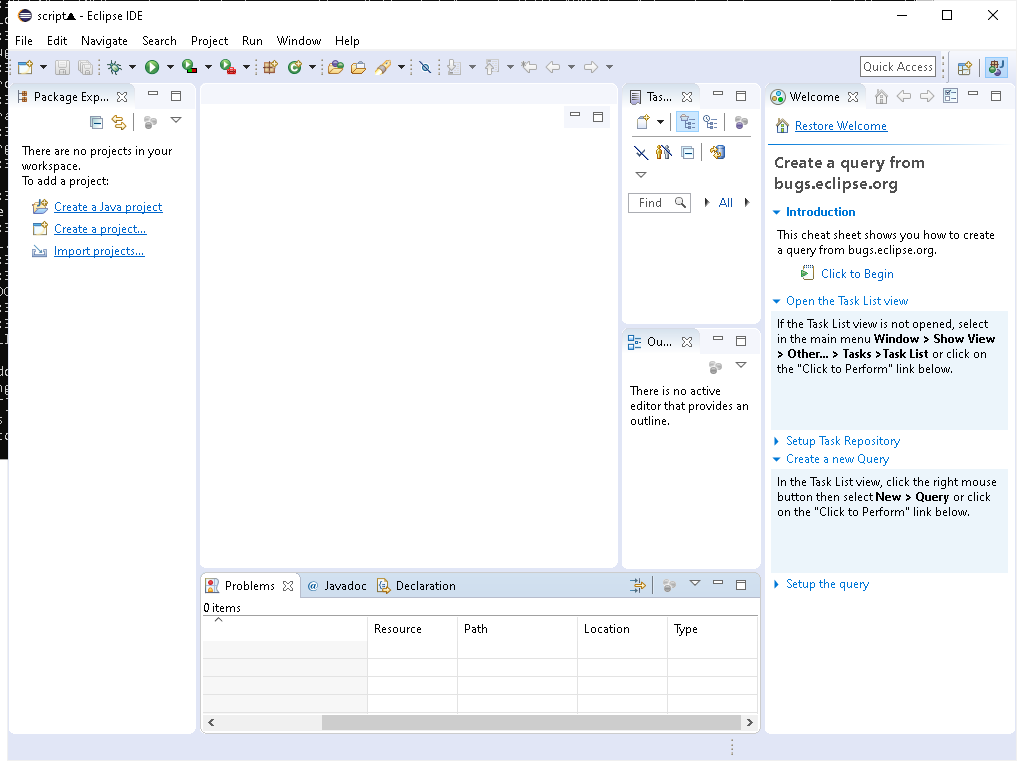 script▲ - Eclipse IDE
File Edit Navigate Search Project Run Window Help
Quick Access
Package Exp...
There are no projects in your
workspace.
To add a project:
Create a Java project
Create a project...
Import projects...
Tas...
Find
All
Ou...
There is no active
editor that provides an
outline.
Welcome
Restore Welcome
Create a query from
bugs.eclipse.org
Introduction
This cheat sheet shows you how to create
a query from bugs.eclipse.org.
Click to Begin
Open the Task List view
If the Task List view is not opened, select
in the main menu Window > Show View
> Other... > Tasks >Task List or click on
the "Click to Perform" link below.
Setup Task Repository
Create a new Query
In the Task List view, click the right mouse
button then select New > Query or click
on the "Click to Perform" link below.
Setup the query
Problems @ Javadoc Declaration
0 items
Resource Path Location Type